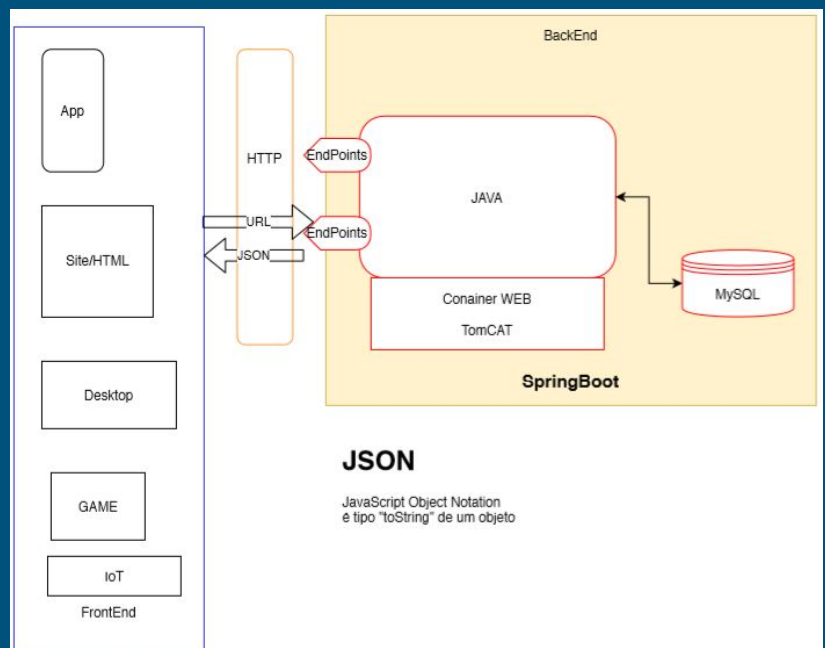 App
Site/HTML
Desktop
GAME
IoT
FrontEnd
HTTP
URL
JSON
BackEnd
EndPoints
EndPoints
JAVA
Conainer WEB
TomCAT
MySQL
SpringBoot
JSON
JavaScript Object Notation
é tipo "toString" de um objeto